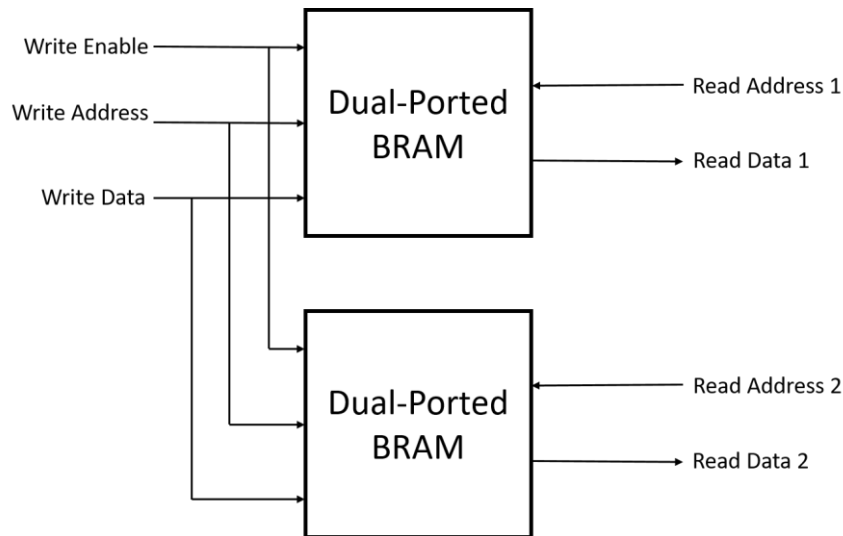 Write Enable
Write Address
Write Data
Dual-Ported
BRAM
Read Address 1
Read Data 1
Dual-Ported
BRAM
Read Address 2
Read Data 2